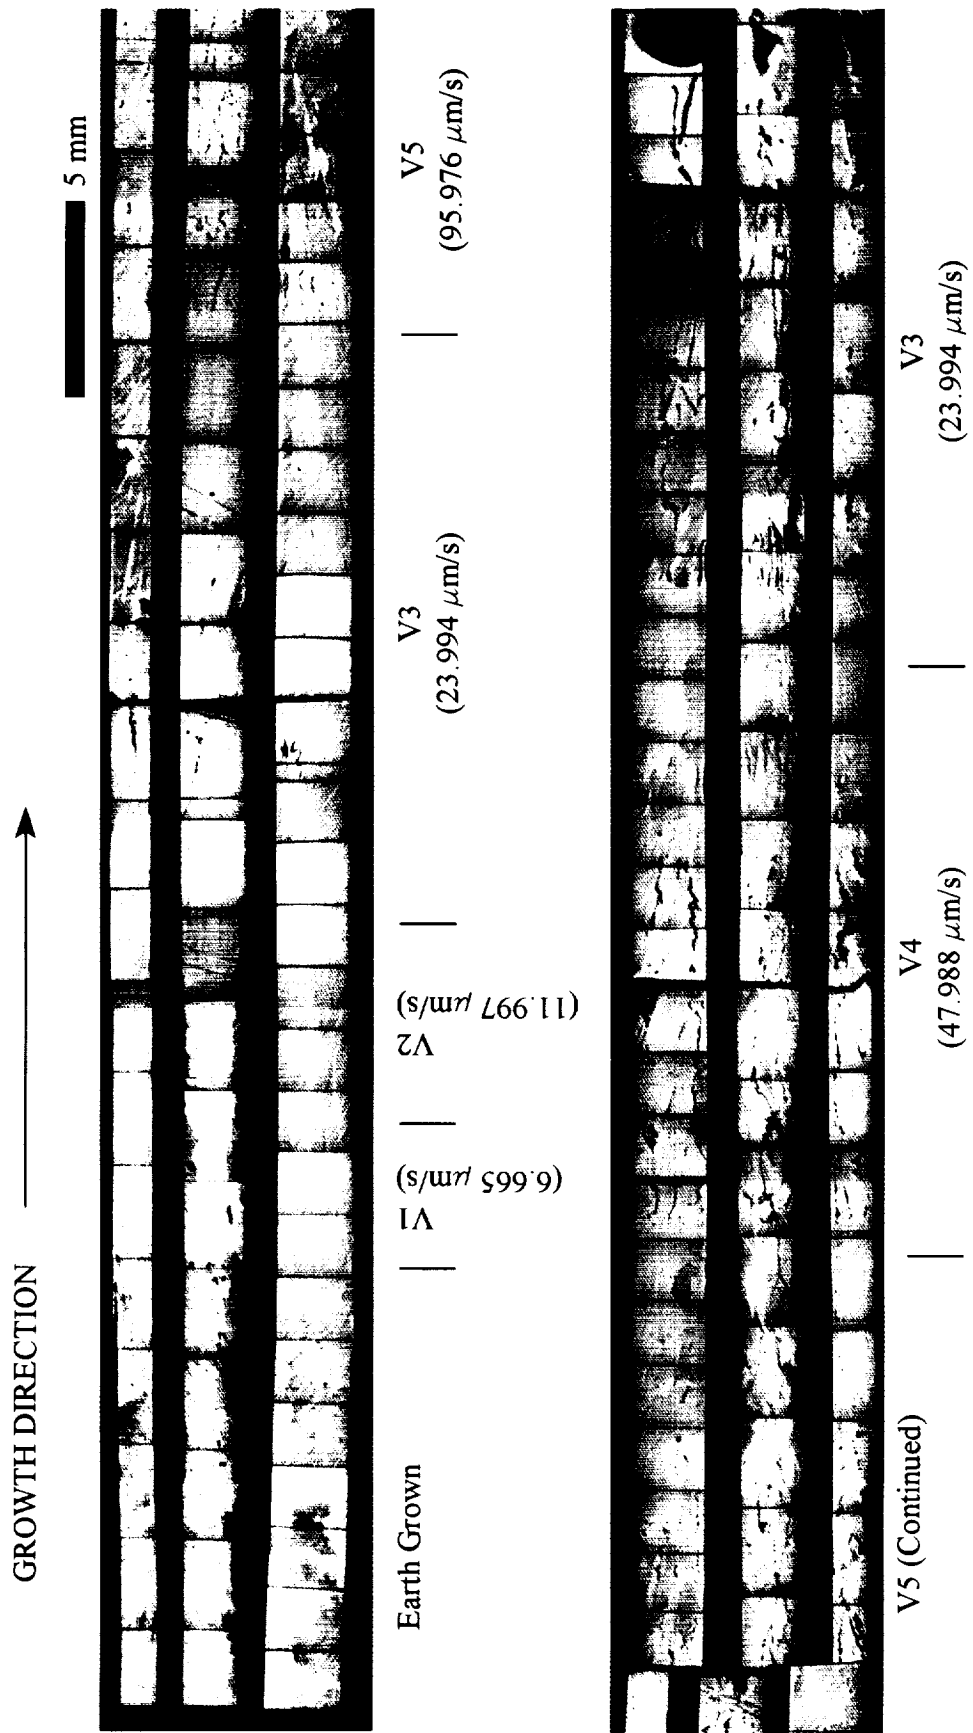 GROWTH DIRECTION
5 mm
Earth Grown
V1
(6.665 μm/s)
V2
(11.997 μm/s)
V3
(23.994 μm/s)
V5
(95.976 μm/s)
V5 (Continued)
V4
(47.988 μm/s)
V3
(23.994 μm/s)